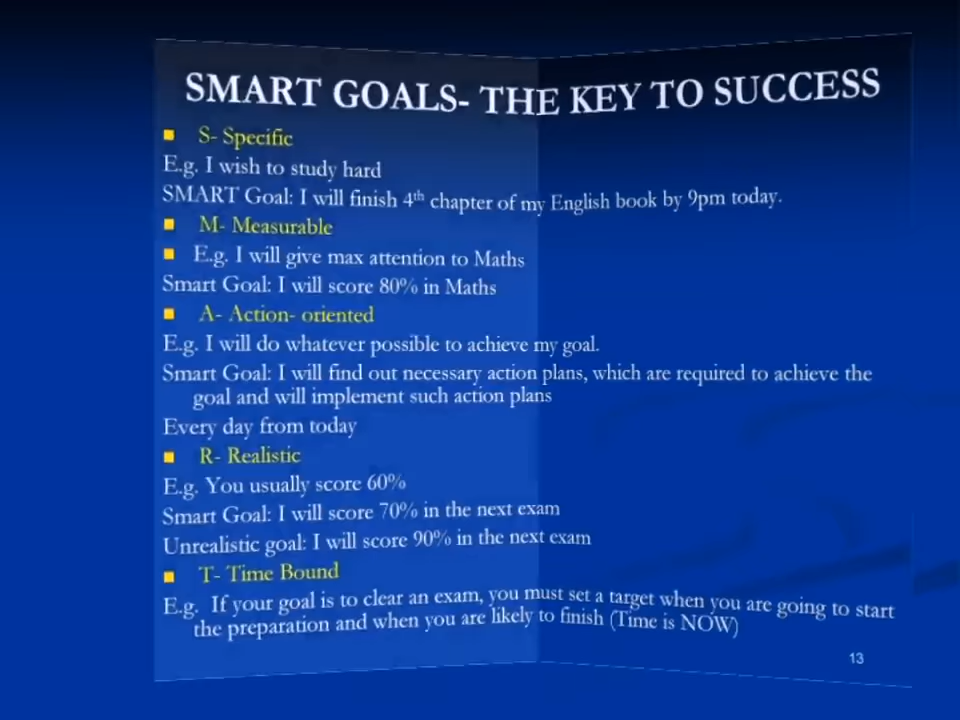 SMART GOALS- THE KEY TO SUCCESS
S- Specific
E.g. I wish to study hard
SMART Goal: I will finish 4th chapter of my English book by 9pm today.
M- Measurable
E.g. I will give max attention to Maths
Smart Goal: I will score 80% in Maths
A- Action- oriented
E.g. I will do whatever possible to achieve my goal.
Smart Goal: I will find out necessary action plans, which are required to achieve the
goal and will implement such action plans
Every day from today
R- Realistic
E.g. You usually score 60%
Smart Goal: I will score 70% in the next exam
Unrealistic goal: I will score 90% in the next exam
T- Time Bound
E.g. If your goal is to clear an exam, you must set a target when you are going to start
the preparation and when you are likely to finish (Time is NOW)
13